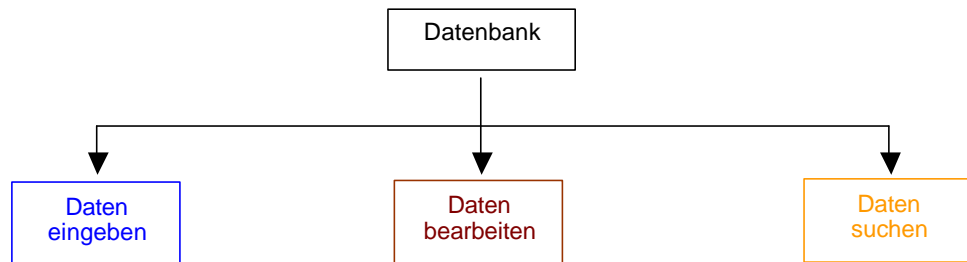 Datenbank
Daten
eingeben
Daten
bearbeiten
Daten
suchen